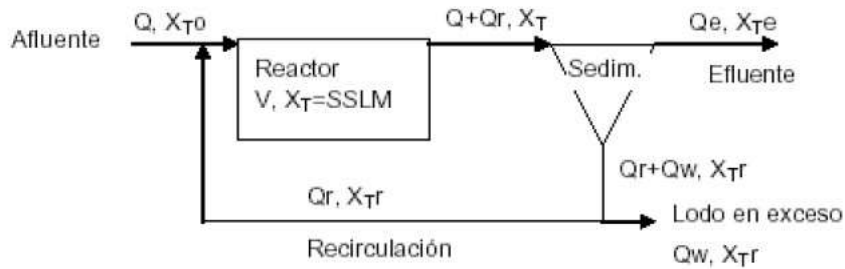 Afluente
Q, XTo
Q+Qr, XT
Qe, XTe
Efluente
Reactor
V, XT=SSLM
Sedim.
Qr+Qw, XTr
Qr, XTr
Recirculación
Lodo en exceso
Qw, XTr